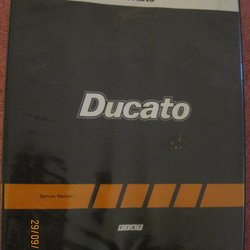 Ducato
Service Manual
FIAT
29/09/